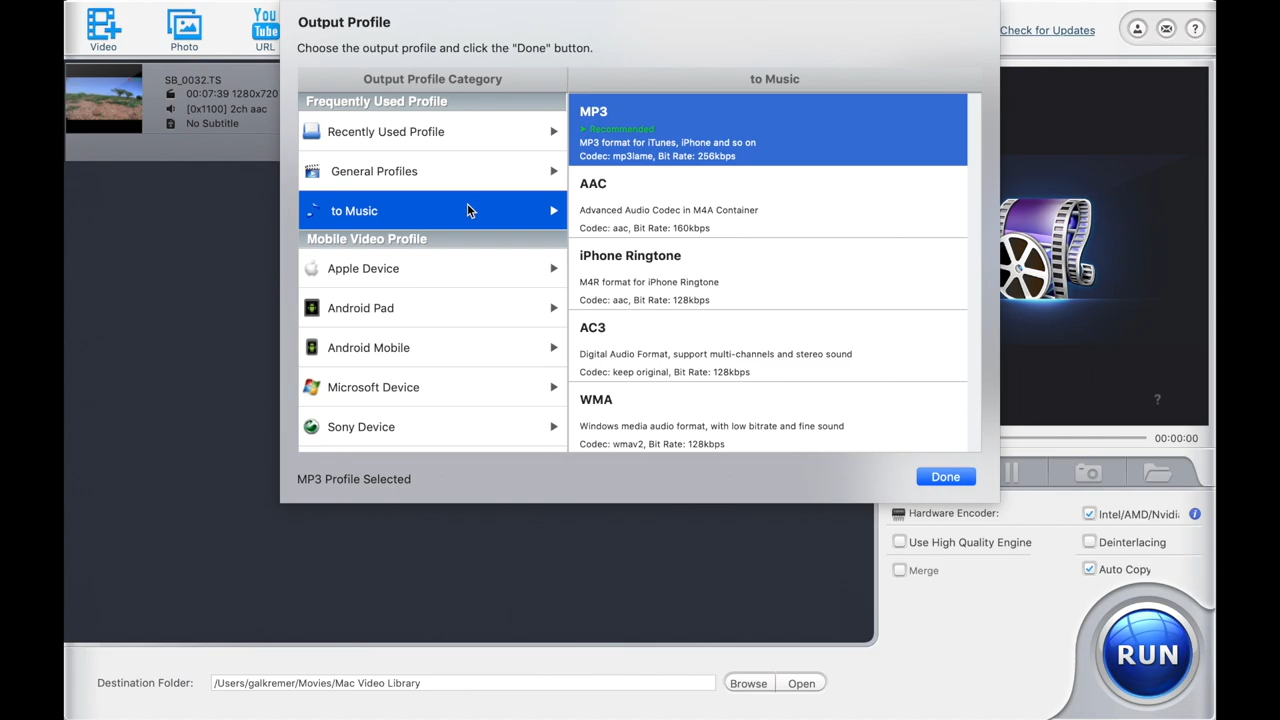 Video
Photo
You
Tube
URL
SB_0032.TS
00:07:39 1280x720
[0x1100] 2ch aac
No Subtitle
Output Profile
Choose the output profile and click the "Done" button.
Output Profile Category
to Music
Frequently Used Profile
Recently Used Profile
General Profiles
to Music
Mobile Video Profile
Apple Device
Android Pad
Android Mobile
Microsoft Device
Sony Device
MP3
Recommended
MP3 format for iTunes, iPhone and so on
Codec: mp3lame, Bit Rate: 256kbps
AAC
Advanced Audio Codec in M4A Container
Codec: aac, Bit Rate: 160kbps
iPhone Ringtone
M4R format for iPhone Ringtone
Codec: aac, Bit Rate: 128kbps
AC3
Digital Audio Format, support multi-channels and stereo sound
Codec: keep original, Bit Rate: 128kbps
WMA
Windows media audio format, with low bitrate and fine sound
Codec: wmav2, Bit Rate: 128kbps
MP3 Profile Selected
Done
Check for Updates
?
?
00:00:00
Hardware Encoder:
Intel/AMD/Nvidi
i
Use High Quality Engine
Deinterlacing
Merge
Auto Copy
RUN
Destination Folder:
/Users/galkremer/Movies/Mac Video Library
Browse
Open